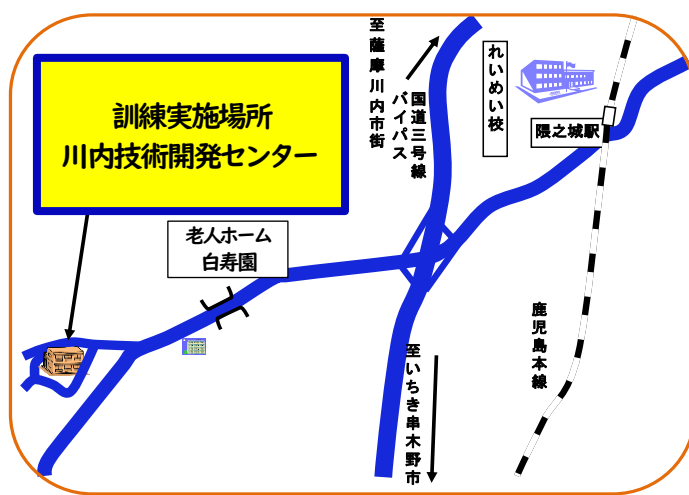 訓練実施場所
川内技術開発センター
老人ホーム
白寿園
至薩摩川内市街
国道三号線
バイパス
れいめい校
隈之城駅
鹿児島本線
至いちき串木野市